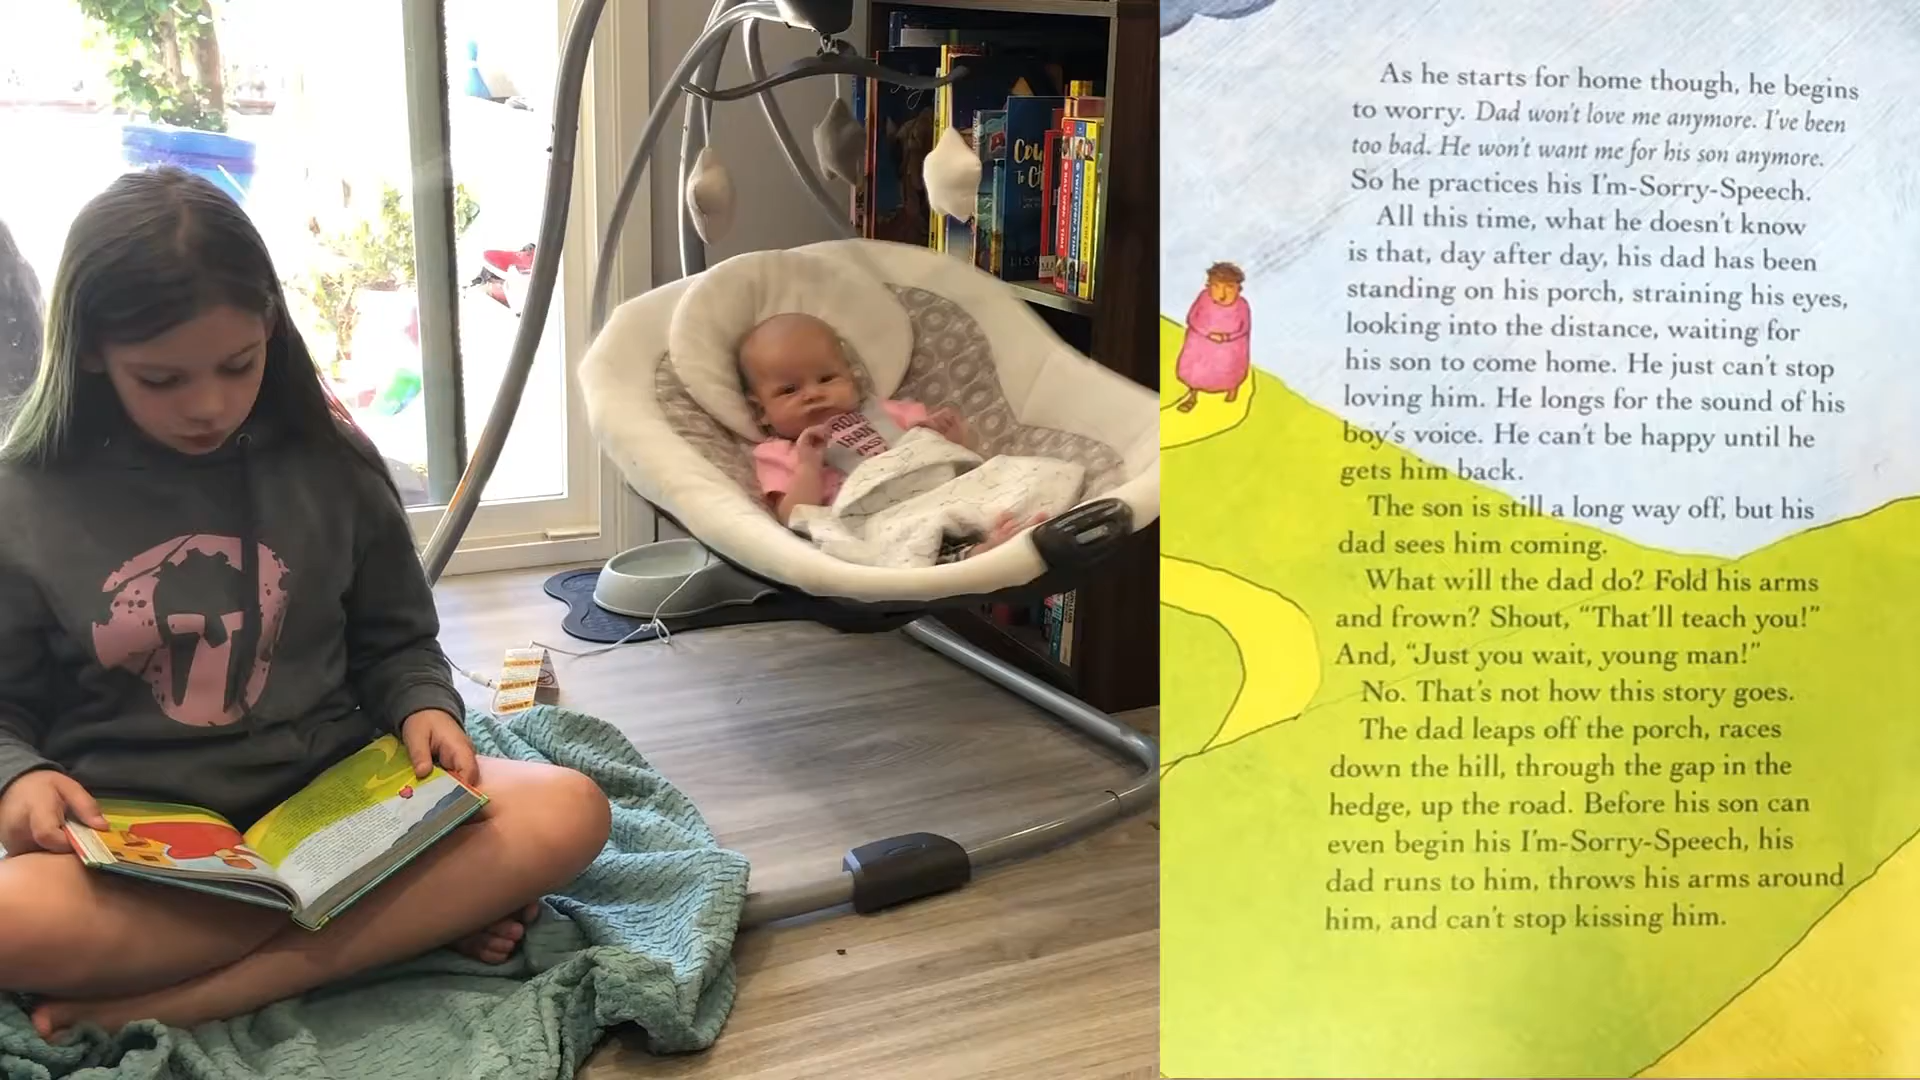 As he starts for home though, he begins
to worry. Dad won't love me anymore. I've been
too bad. He won't want me for his son anymore.
So he practices his I'm-Sorry-Speech.
All this time, what he doesn't know
is that, day after day, his dad has been
standing on his porch, straining his eyes,
looking into the distance, waiting for
his son to come home. He just can't stop
loving him. He longs for the sound of his
boy's voice. He can't be happy until he
gets him back.
The son is still a long way off, but his
dad sees him coming.
What will the dad do? Fold his arms
and frown? Shout, “That'll teach you!”
And, “Just you wait, young man!”
No. That's not how this story goes.
The dad leaps off the porch, races
down the hill, through the gap in the
hedge, up the road. Before his son can
even begin his I'm-Sorry-Speech, his
dad runs to him, throws his arms around
him, and can't stop kissing him.